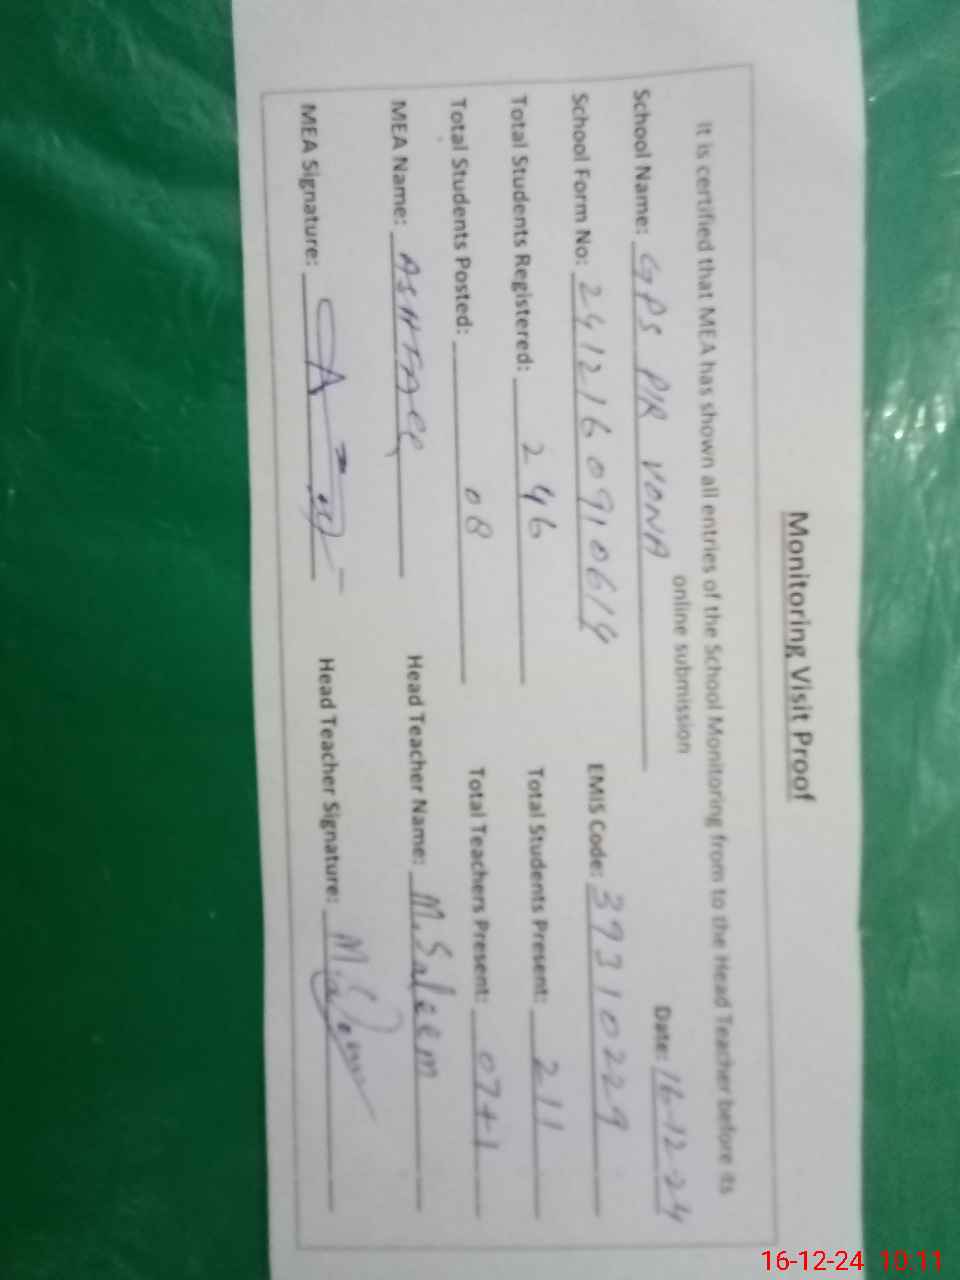 Monitoring Visit Proof
It is certified that MEA has shown all entries of the School Monitoring from to the Head Teacher before its
online submission
Date: 16-12-24
School Name: GPS PIR VONA
School Form No: 2412160910614 EMIS Code: 39310229
Total Students Registered: 246 Total Students Present: 211
Total Students Posted: 08 Total Teachers Present: 07+1
MEA Name: ASHFAQ Head Teacher Name: M. Saleem
MEA Signature: Head Teacher Signature: M. Saleem
16-12-24 10:11